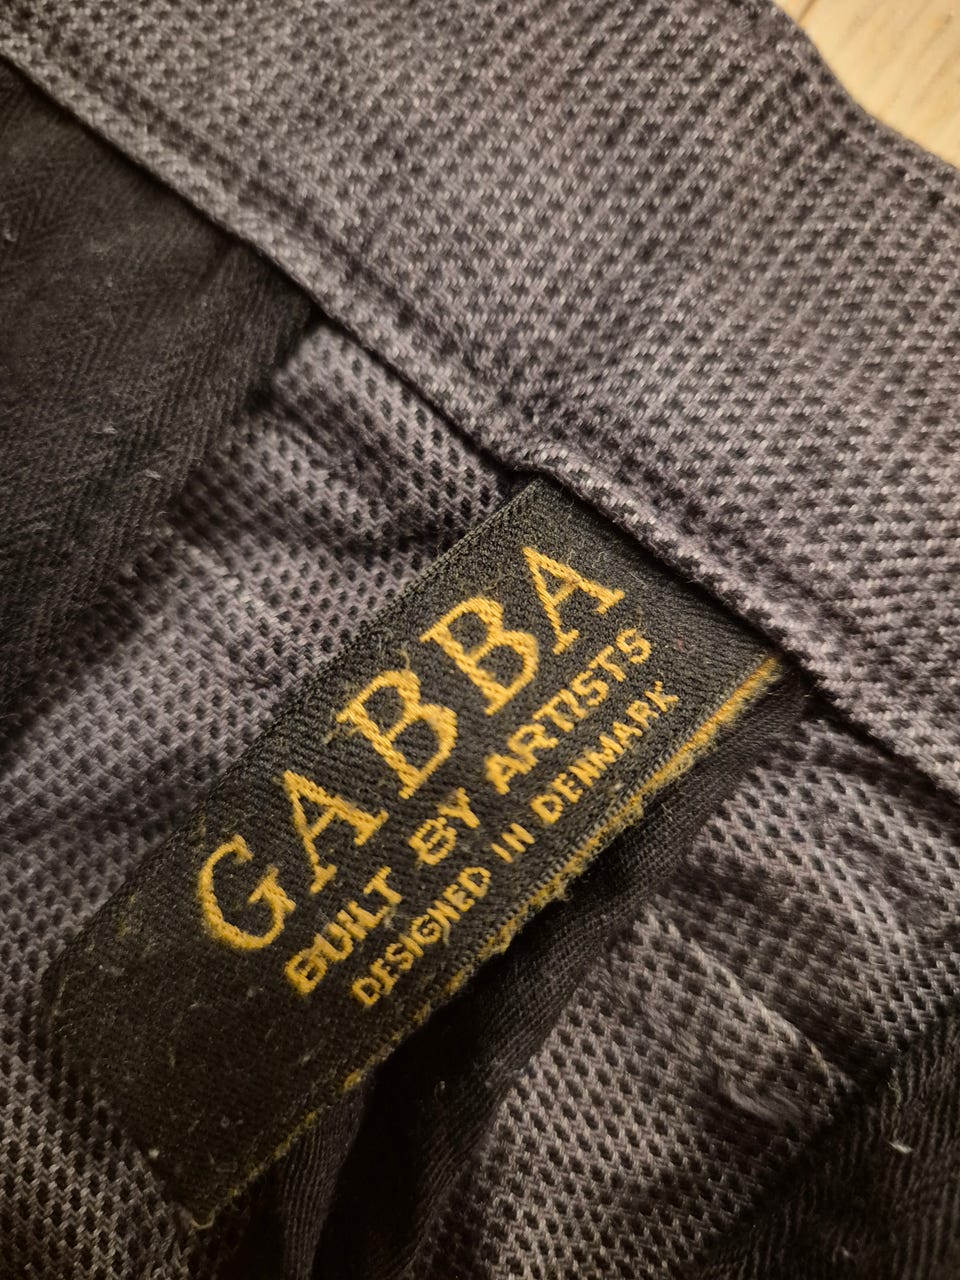 GABBA
BUILT BY ARTISTS
DESIGNED IN DENMARK